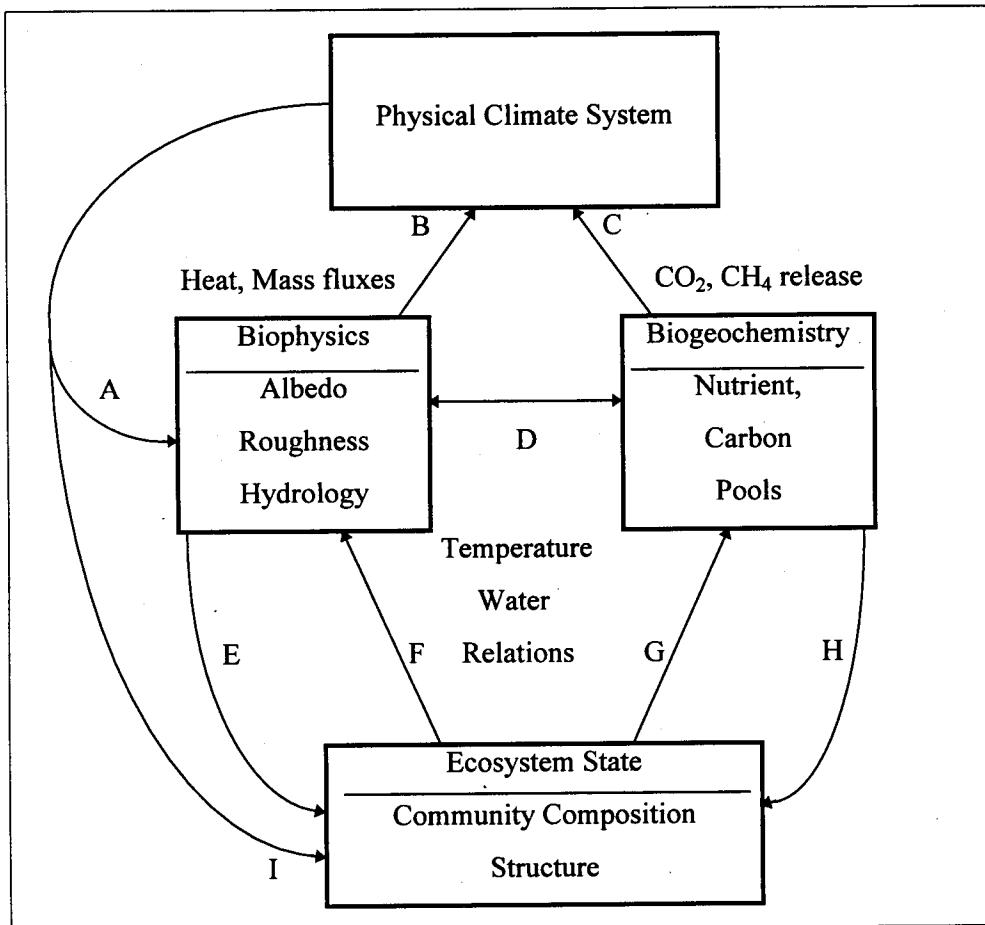 Physical Climate System
B
C
Heat, Mass fluxes
CO₂, CH₄ release
Biophysics
Albedo
Roughness
Hydrology
Biogeochemistry
Nutrient,
Carbon
Pools
A
D
Temperature
Water
Relations
E
F
G
H
Ecosystem State
Community Composition
Structure
I